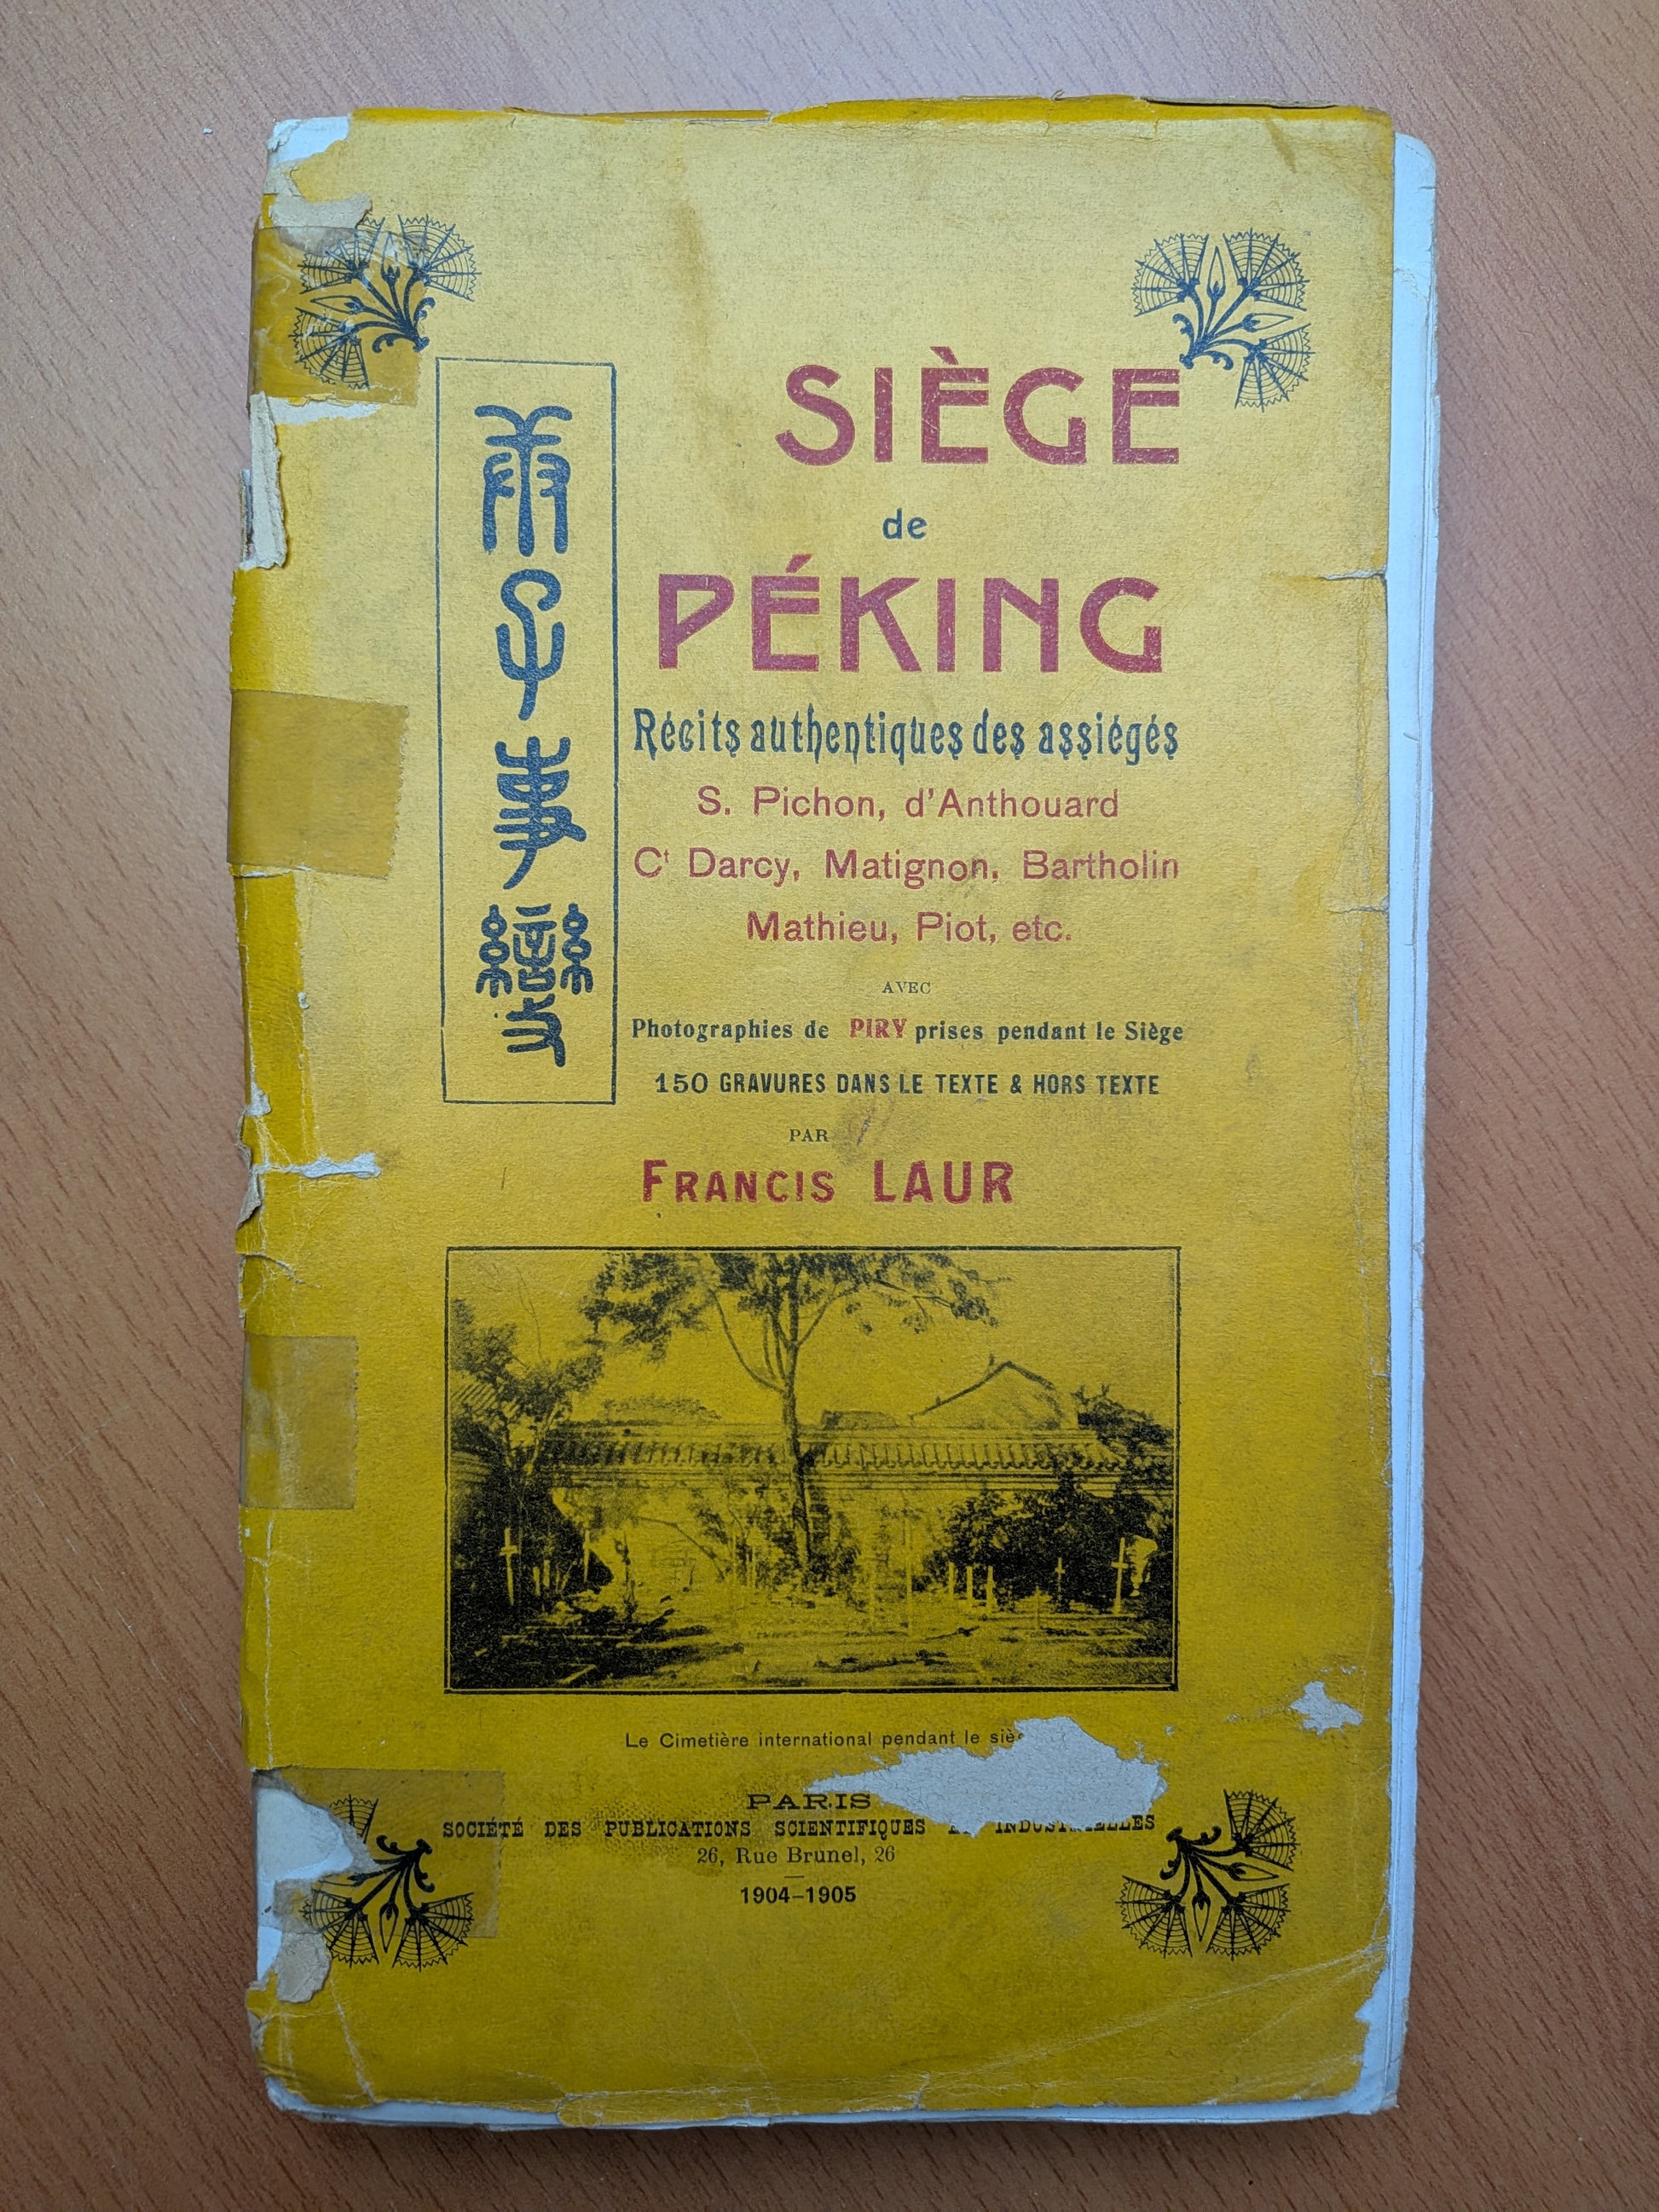 庚子事變
SIÈGE
de
PÉKING
Récits authentiques des assiégés
S. Pichon, d'Anthouard
Ct Darcy, Matignon, Bartholin
Mathieu, Piot, etc.
AVEC
Photographies de PIRY prises pendant le Siège
150 GRAVURES DANS LE TEXTE & HORS TEXTE
PAR
FRANCIS LAUR
Le Cimetière international pendant le
PARIS
SOCIÉTÉ DES PUBLICATIONS SCIENTIFIQUES ET INDUSTRIELLES
26, Rue Brunel, 26
1904-1905